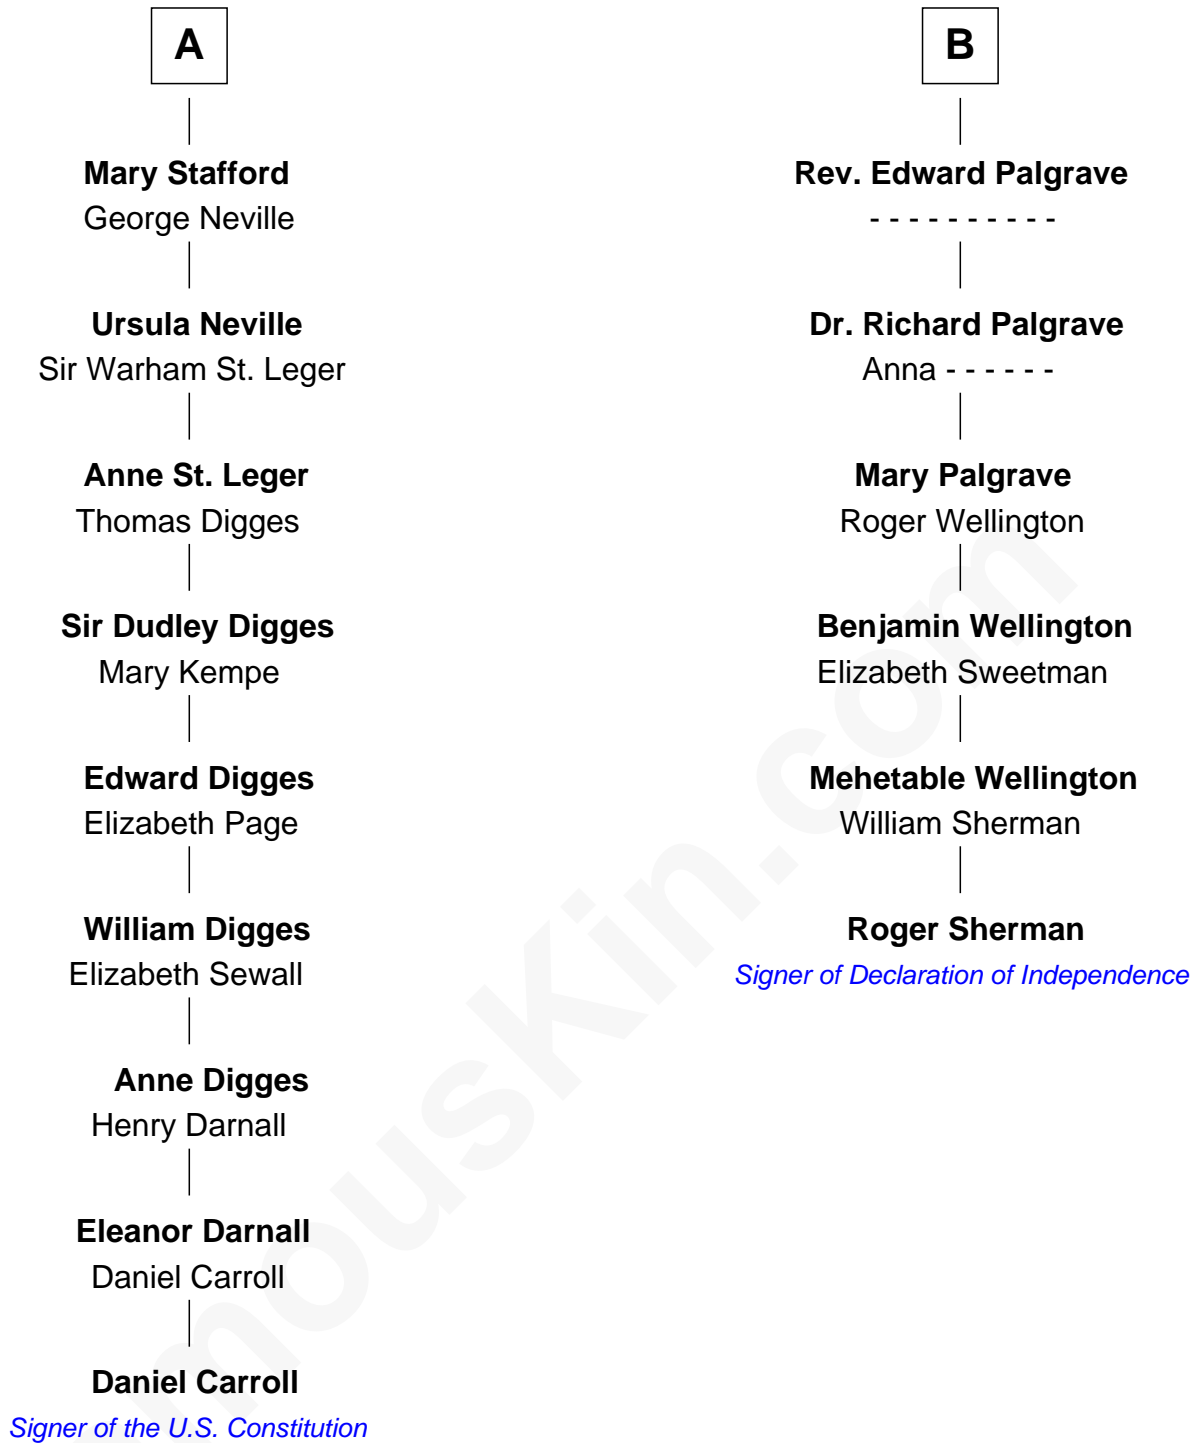 A
Mary Stafford
George Neville
Ursula Neville
Sir Warham St. Leger
Anne St. Leger
Thomas Digges
Sir Dudley Digges
Mary Kempe
Edward Digges
Elizabeth Page
William Digges
Elizabeth Sewall
Anne Digges
Henry Darnall
Eleanor Darnall
Daniel Carroll
Daniel Carroll
Signer of the U.S. Constitution
B
Rev. Edward Palgrave
- - - - - - - - - -
Dr. Richard Palgrave
Anna - - - - - -
Mary Palgrave
Roger Wellington
Benjamin Wellington
Elizabeth Sweetman
Mehetable Wellington
William Sherman
Roger Sherman
Signer of Declaration of Independence
mousKin.com